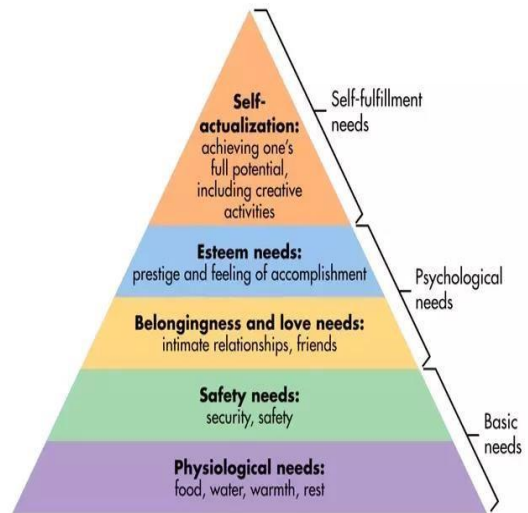 Self-
actualization:
achieving one's
full potential,
including creative
activities
Self-fulfillment
needs
Esteem needs:
prestige and feeling of accomplishment
Psychological
needs
Belongingness and love needs:
intimate relationships, friends
Safety needs:
security, safety
Basic
needs
Physiological needs:
food, water, warmth, rest